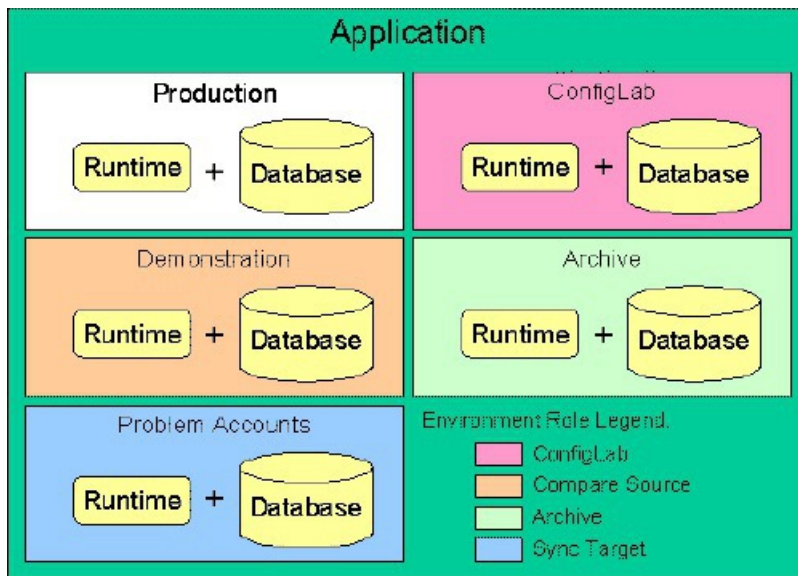 Application
Production
Runtime + Database
ConfigLab
Runtime + Database
Demonstration
Runtime + Database
Archive
Runtime + Database
Problem Accounts
Runtime + Database
Environment Role Legend.
ConfigLab
Compare Source
Archive
Sync Target